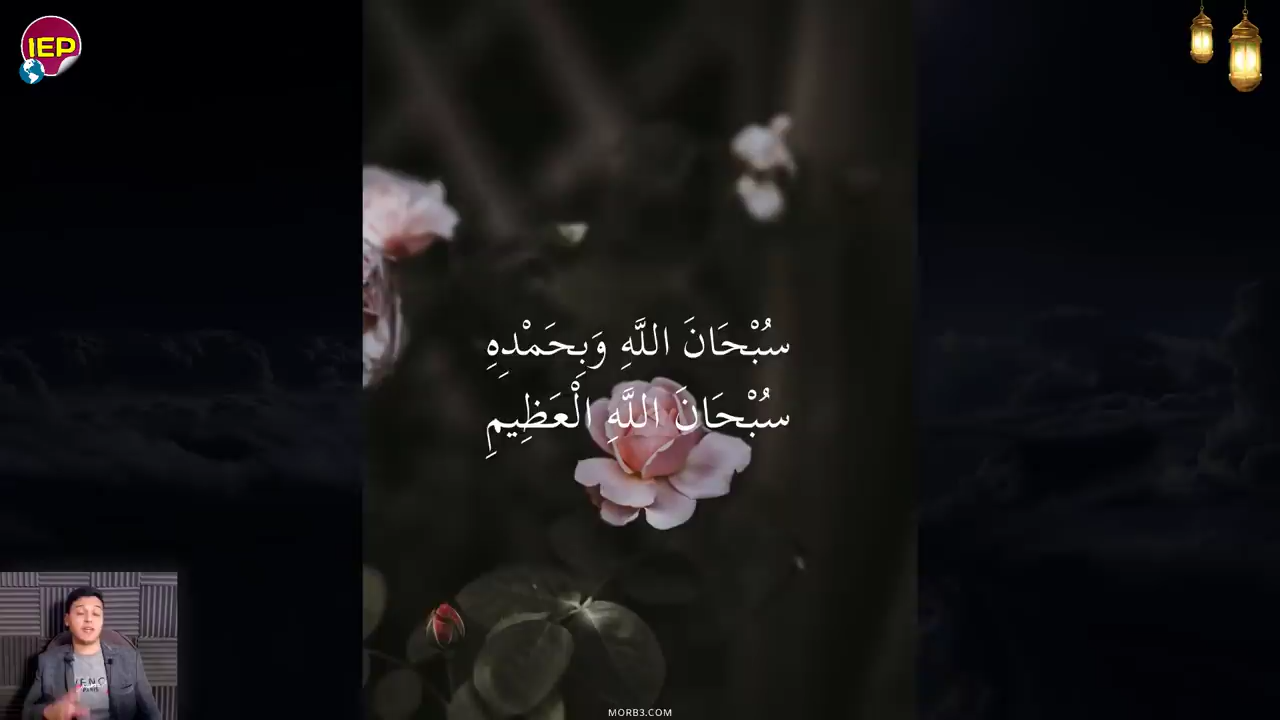 IEP
سُبْحَانَ اللَّهِ وَبِحَمْدِهِ
سُبْحَانَ اللَّهِ الْعَظِيمِ
MORB3.COM